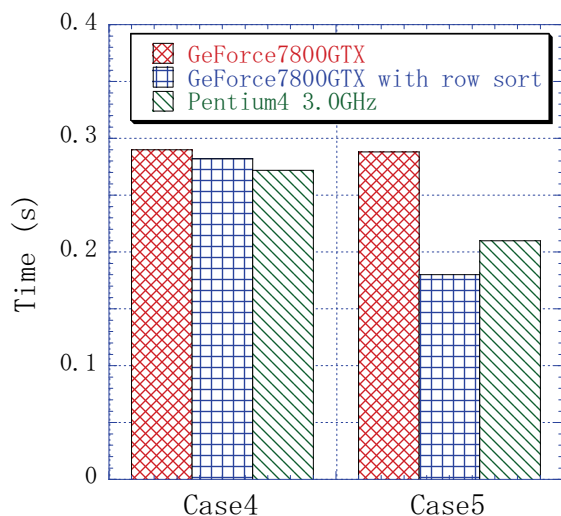 0.4
GeForce7800GTX
GeForce7800GTX with row sort
Pentium4 3.0GHz
0.3
0.2
Time (s)
0.1
0
Case4 Case5